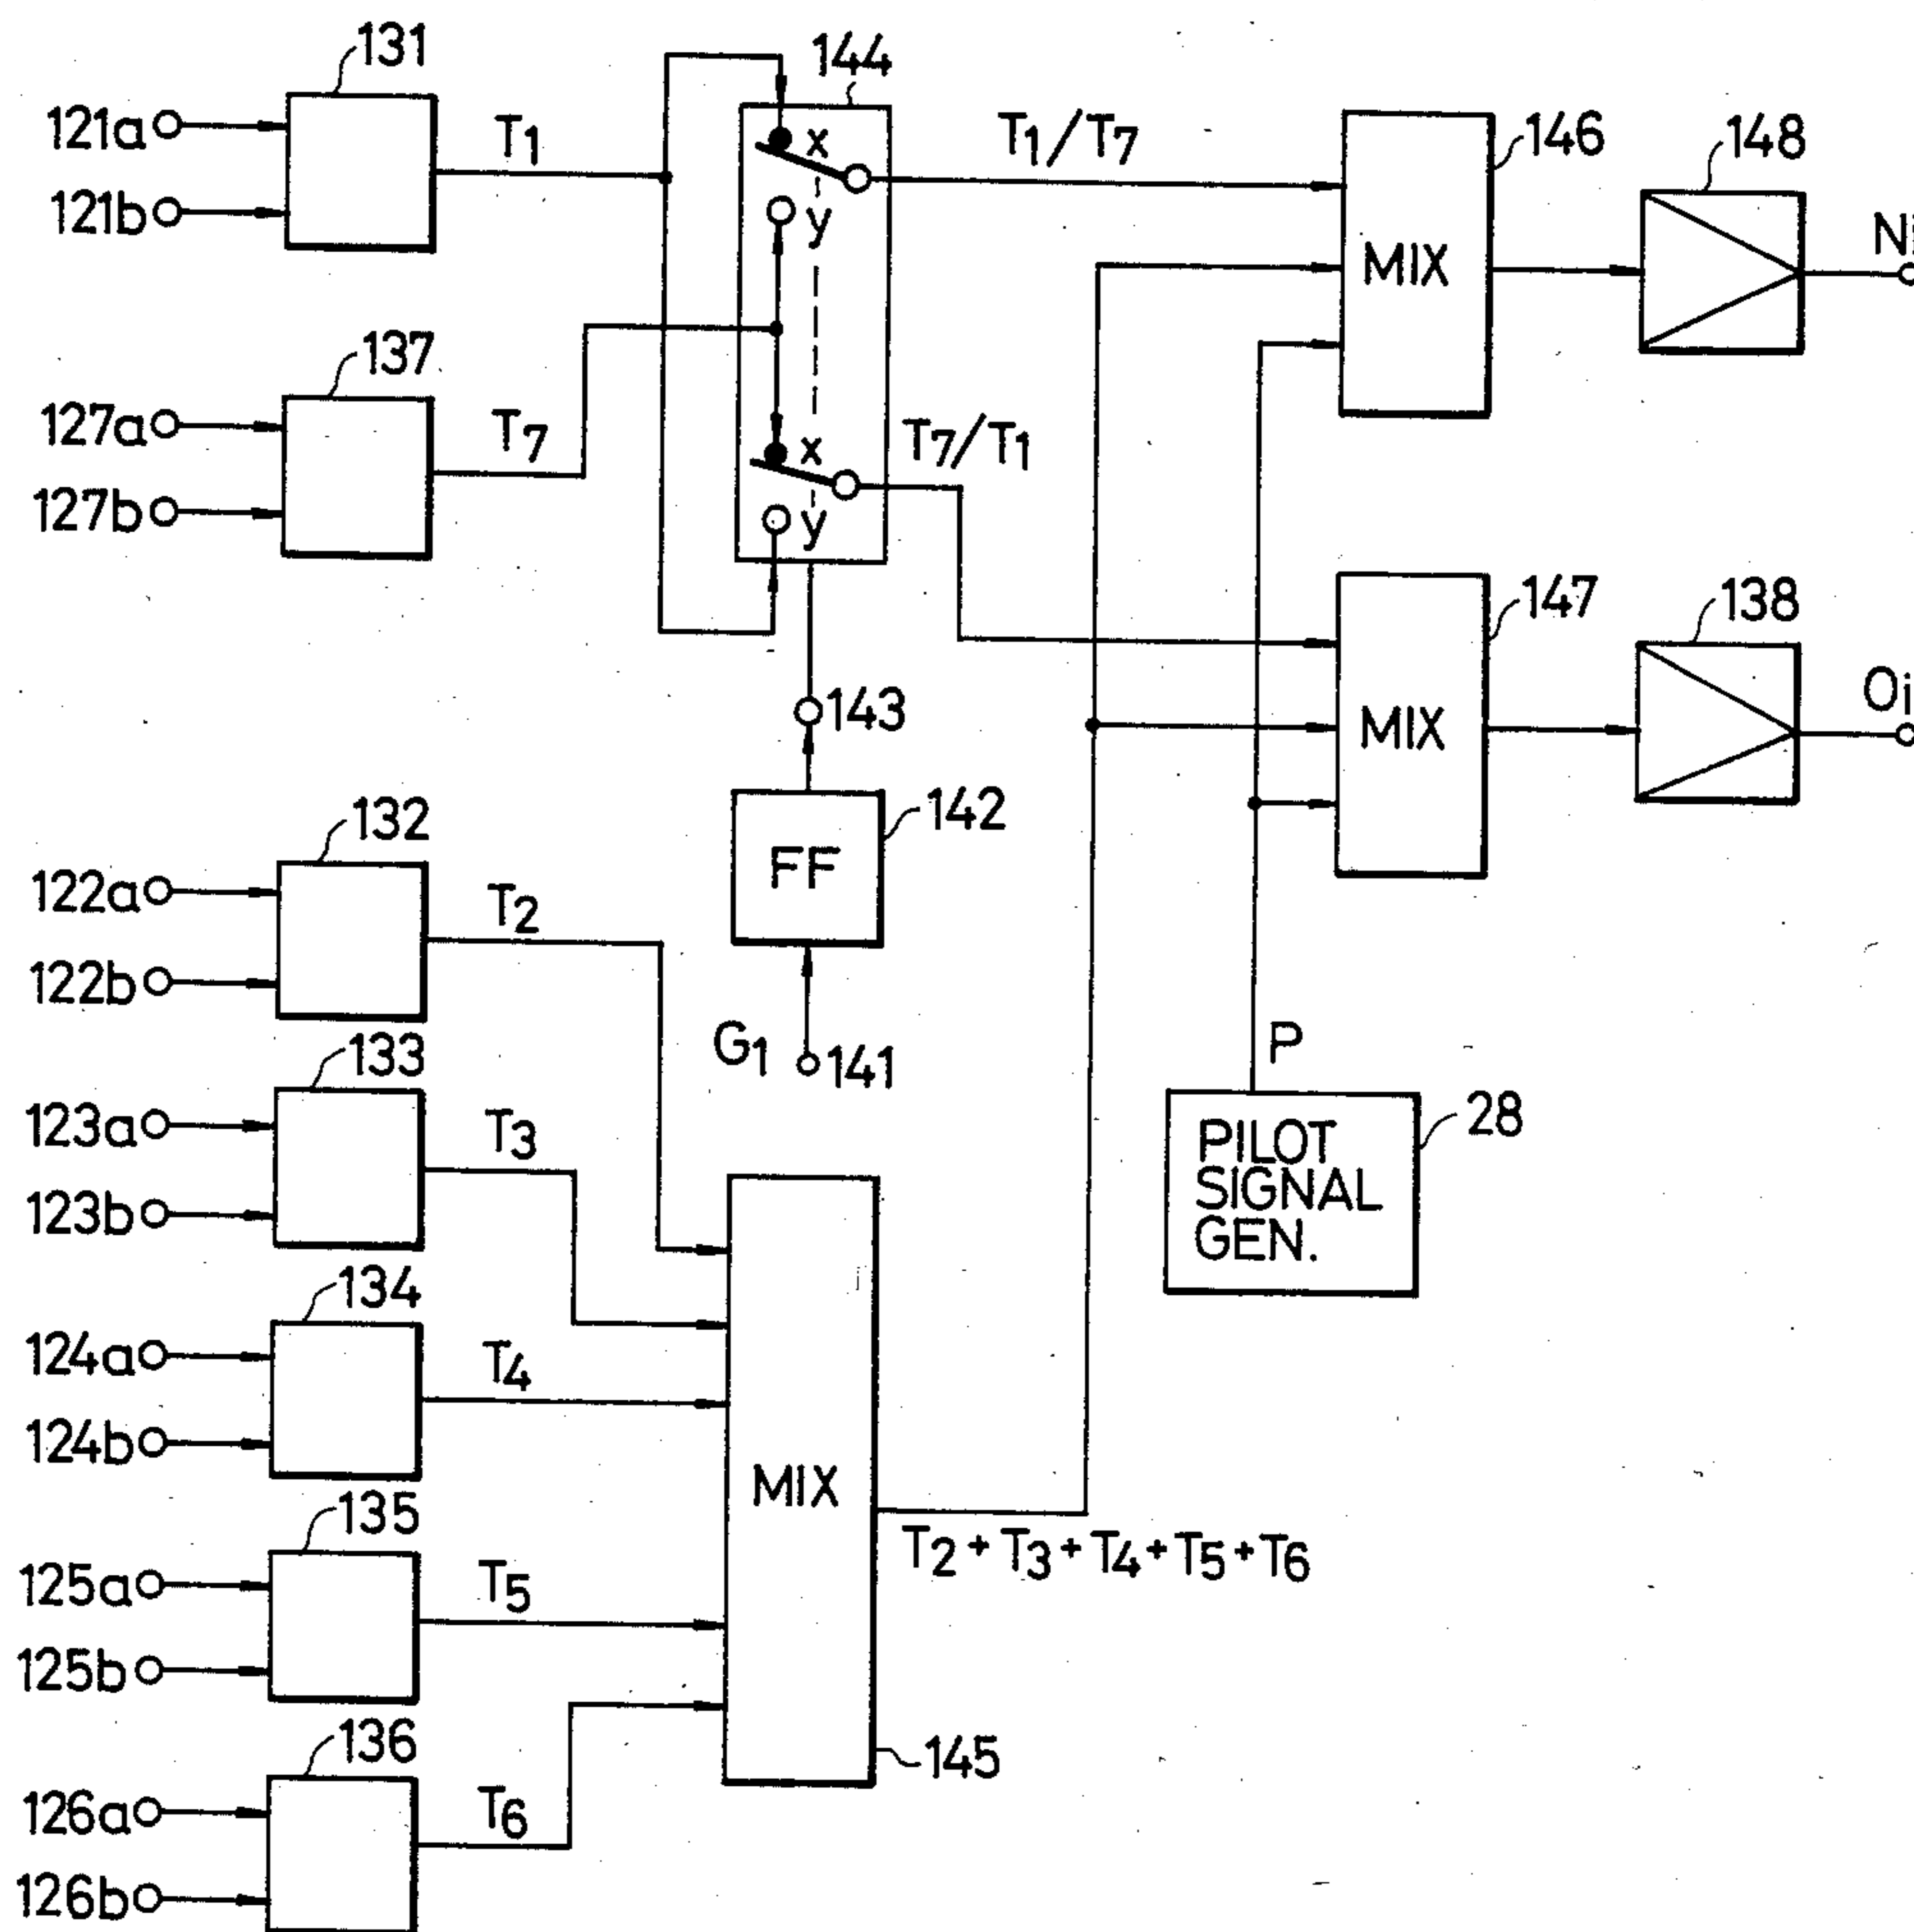 131
144
121a
T1
x
T1/T7
146
148
121b
y
MIX
Ni
137
127a
T7
x
T7/T1
127b
y
147
138
143
MIX
Oi
132
142
122a
T2
FF
122b
G1
141
P
133
28
123a
T3
PILOT
SIGNAL
GEN.
123b
134
124a
T4
124b
MIX
135
T2+T3+T4+T5+T6
125a
T5
125b
136
145
126a
T6
126b